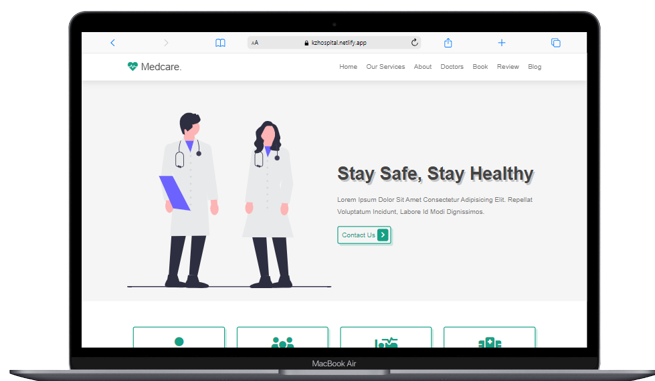 AA kzhospital.netlify.app
Medcare.
Home Our Services About Doctors Book Review Blog
Stay Safe, Stay Healthy
Lorem Ipsum Dolor Sit Amet Consectetur Adipisicing Elit. Repellat
Voluptatum Incidunt, Labore Id Modi Dignissimos.
Contact Us
MacBook Air